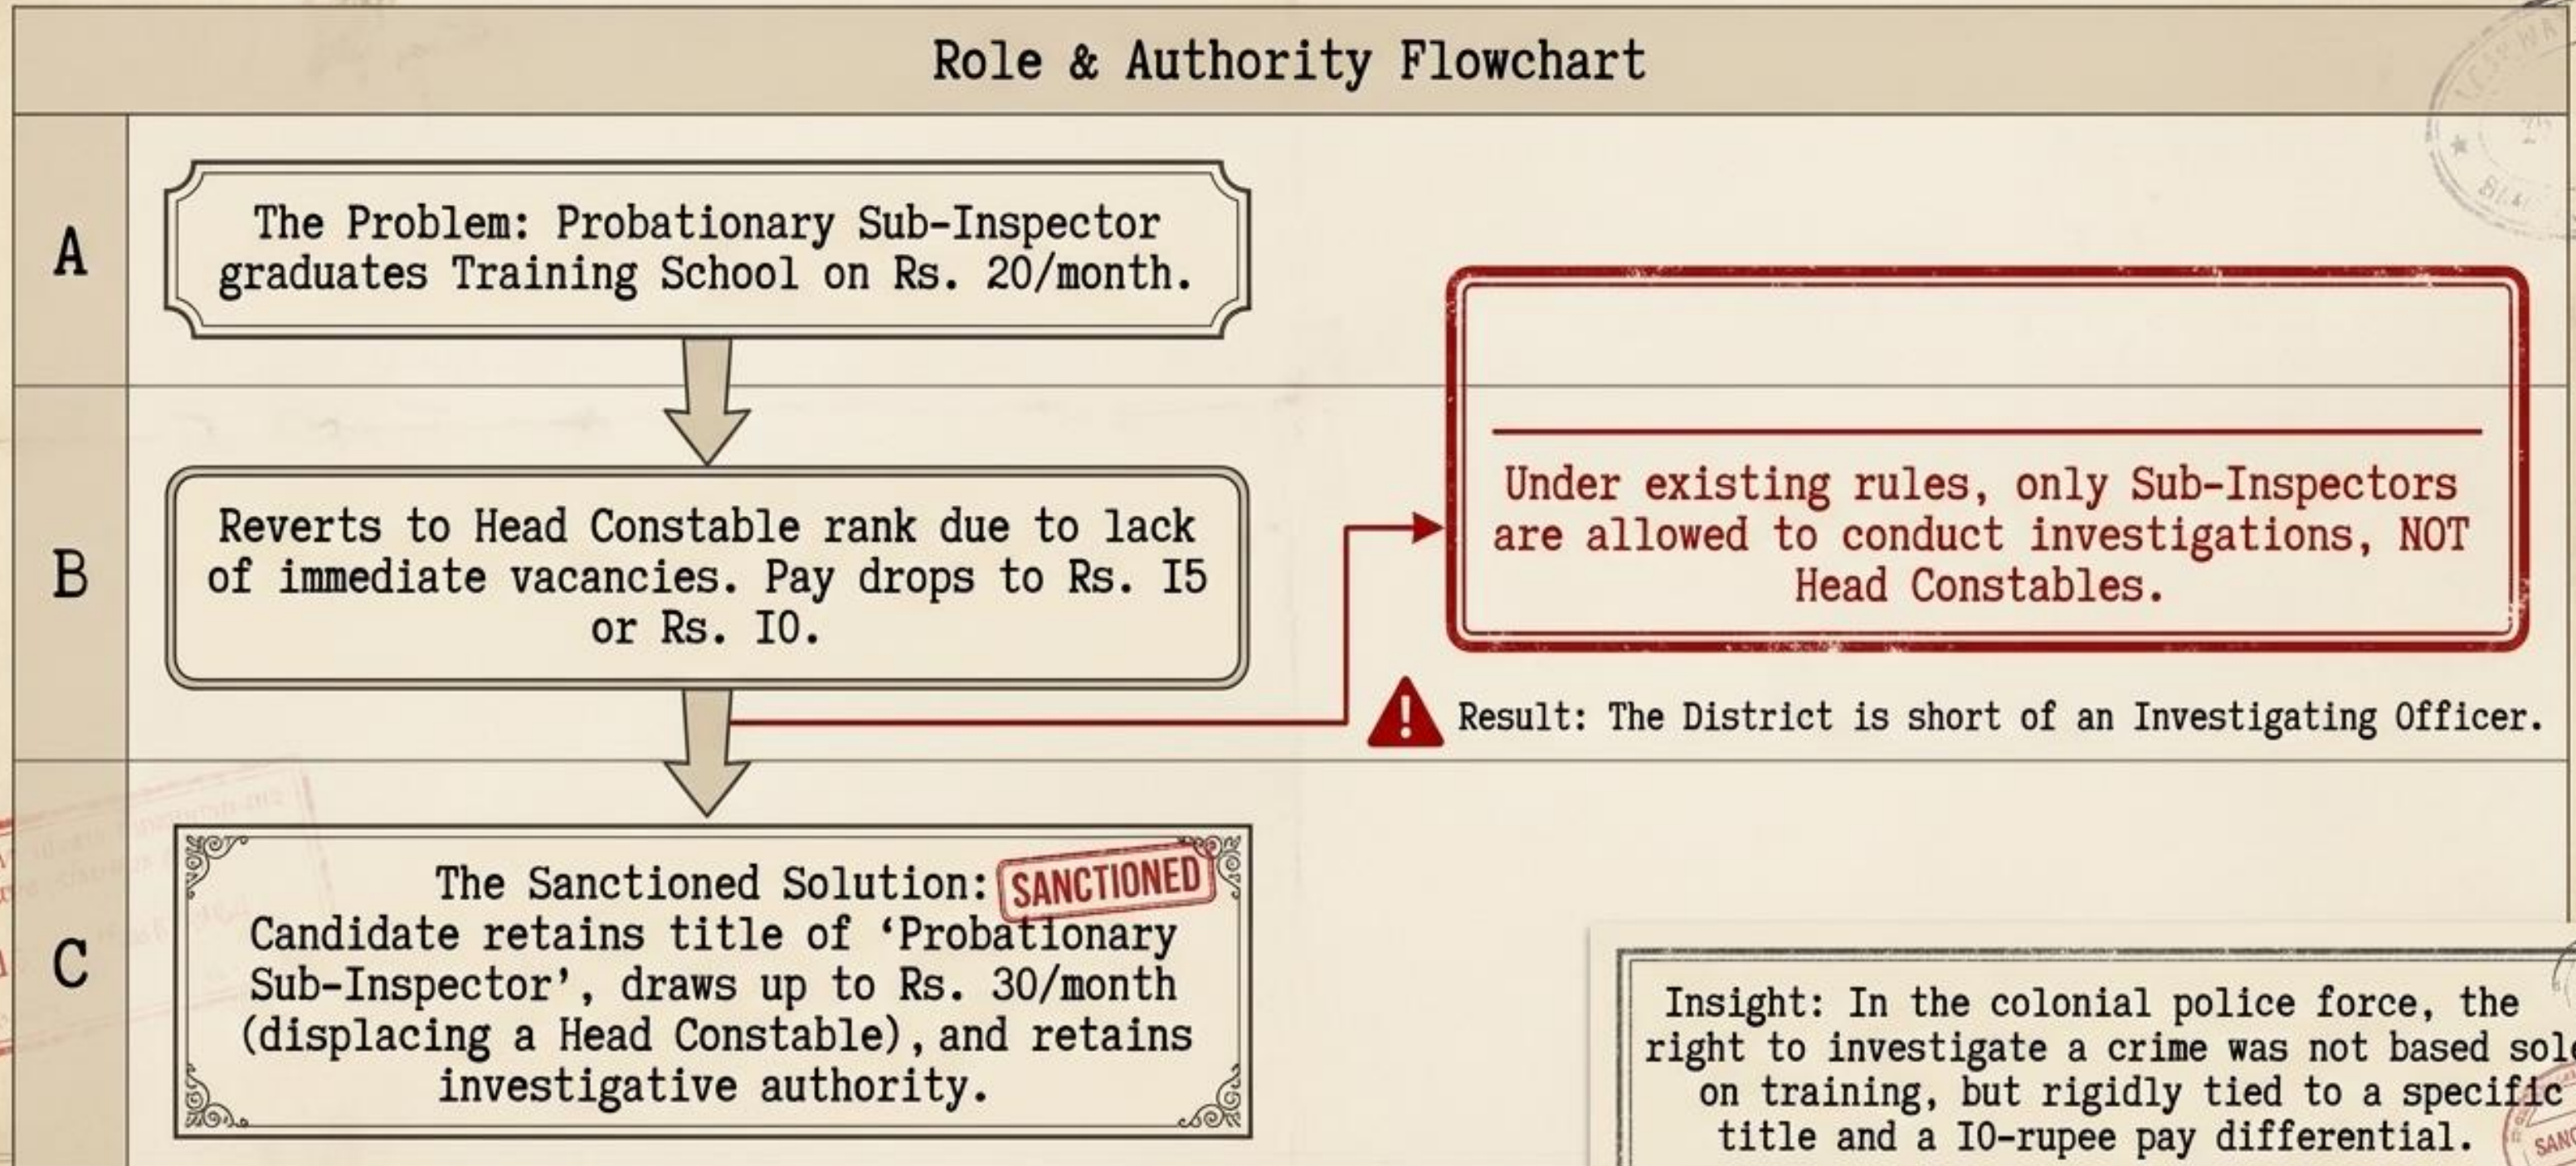 Role & Authority Flowchart
A
The Problem: Probationary Sub-Inspector
graduates Training School on Rs. 20/month.
B
Reverts to Head Constable rank due to lack
of immediate vacancies. Pay drops to Rs. I5
or Rs. I0.
Under existing rules, only Sub-Inspectors
are allowed to conduct investigations, NOT
Head Constables.
Result: The District is short of an Investigating Officer.
C
The Sanctioned Solution:
SANCTIONED
Candidate retains title of ‘Probationary
Sub-Inspector’, draws up to Rs. 30/month
(displacing a Head Constable), and retains
investigative authority.
Insight: In the colonial police force, the
right to investigate a crime was not based
on training, but rigidly tied to a specific
title and a I0-rupee pay differential.